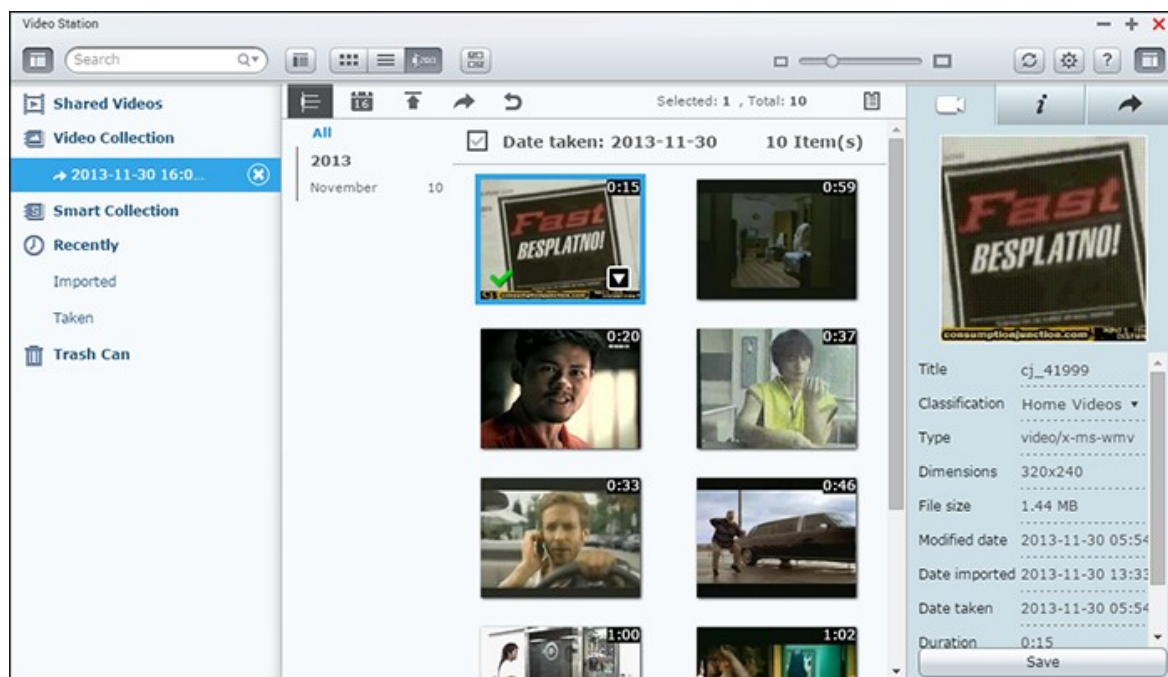 Video Station
Search
Shared Videos
Video Collection
2013-11-30 16:0...
Smart Collection
Recently
Imported
Taken
Trash Can
16
Selected: 1 , Total: 10
All
2013
November 10
Date taken: 2013-11-30 10 Item(s)
0:15
Fast
BESPLATNO!
consumptionjunction.com
0:59
0:20
0:37
0:33
0:46
1:00
1:02
i
Fast
BESPLATNO!
consumptionjunction.com
Title cj_41999
Classification Home Videos
Type video/x-ms-wmv
Dimensions 320x240
File size 1.44 MB
Modified date 2013-11-30 05:54
Date imported 2013-11-30 13:33
Date taken 2013-11-30 05:54
Duration 0:15
Save